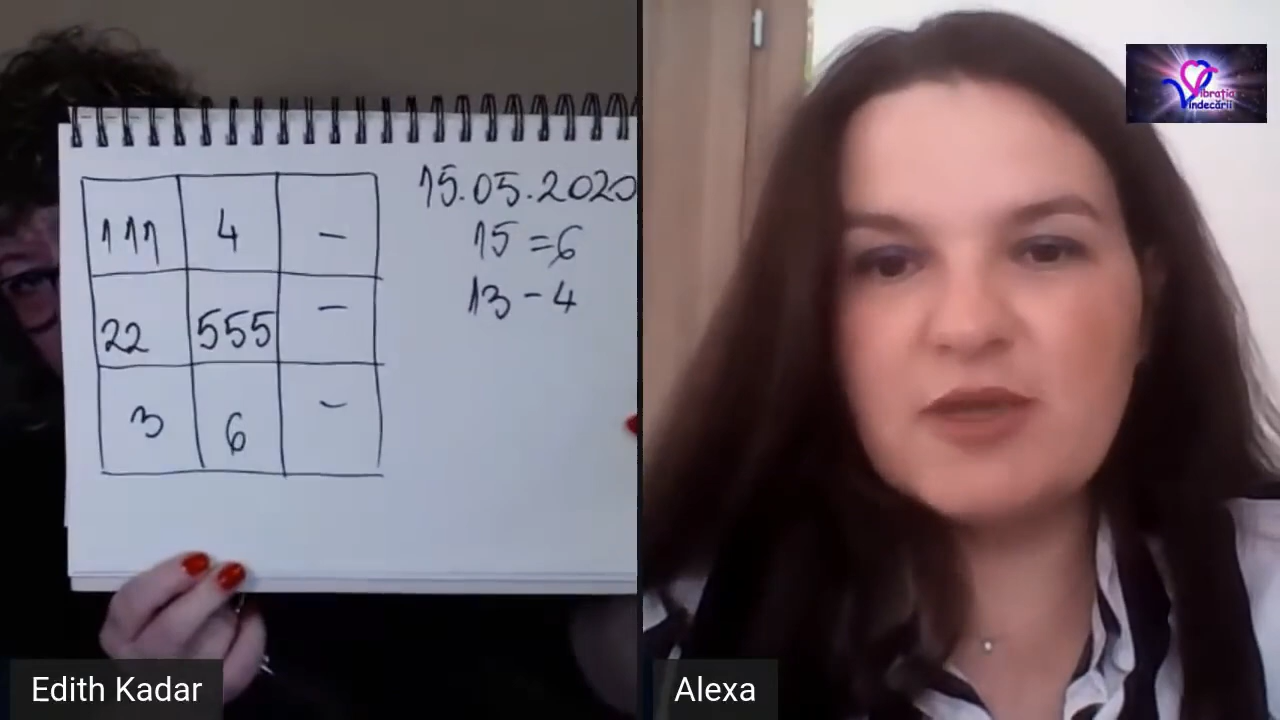 15.05.2020
111 4 –
15 = 6
13 – 4
22 555 –
3 6 –
Vibrația
Vindecării
Edith Kadar
Alexa